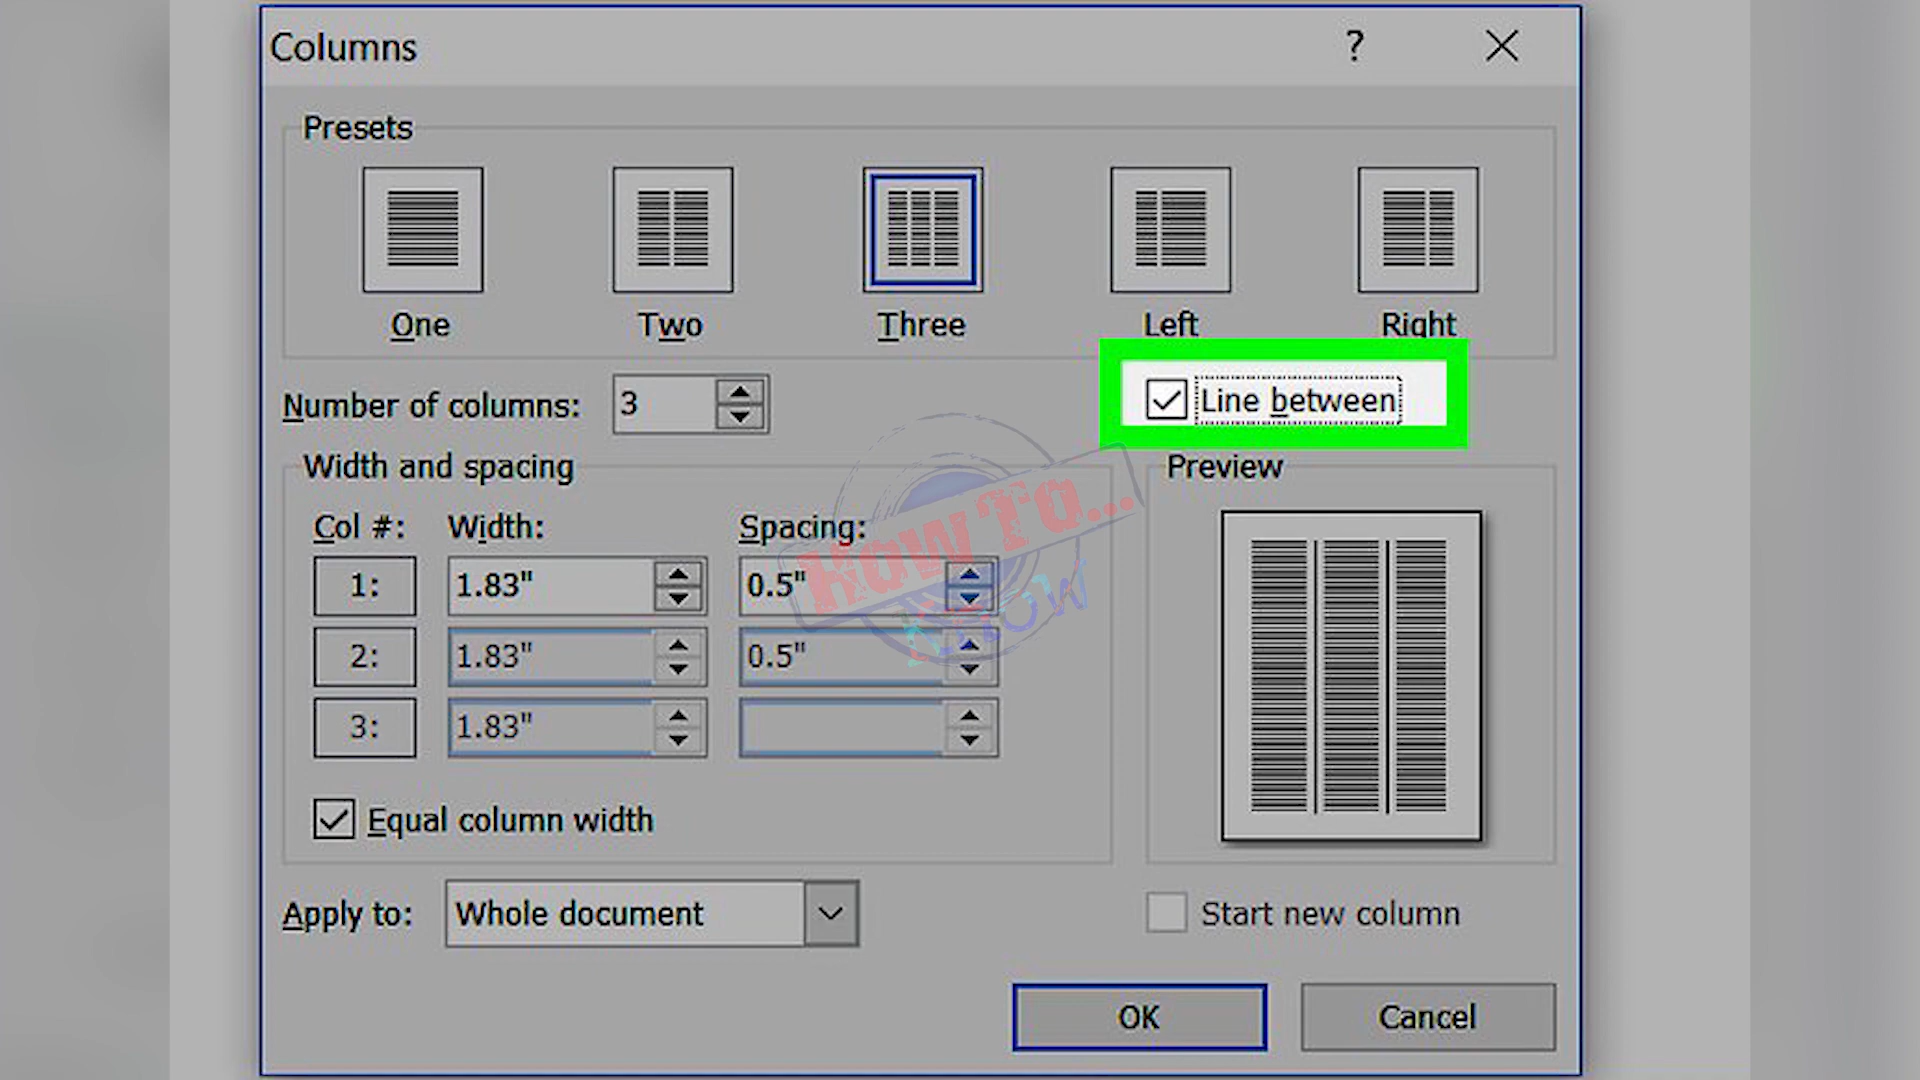 Columns ?
Presets
One Two Three Left Right
Number of columns: 3
Line between
Width and spacing
Preview
Col #: Width: Spacing:
1: 1.83" 0.5"
2: 1.83" 0.5"
3: 1.83"
Equal column width
Apply to: Whole document
Start new column
OK Cancel
HowTo...
KNOW